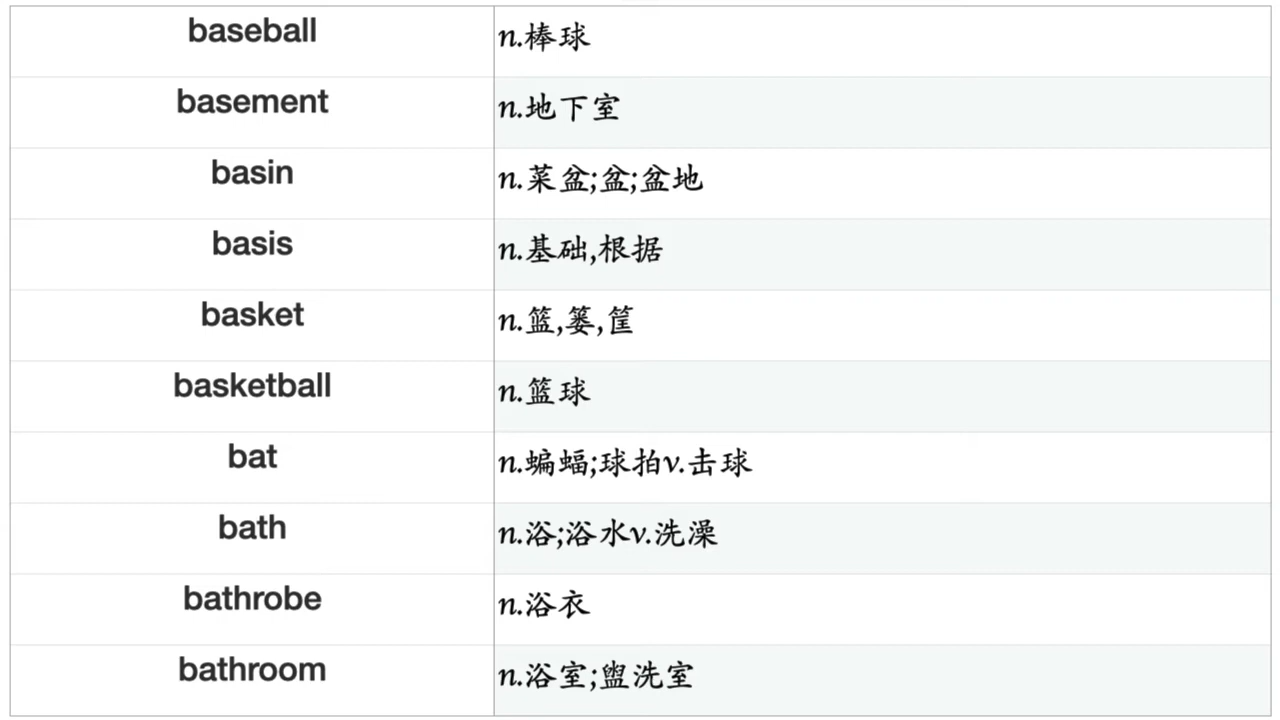 baseball n.棒球
basement n.地下室
basin n.菜盆;盆;盆地
basis n.基础,根据
basket n.篮,篓,筐
basketball n.篮球
bat n.蝙蝠;球拍v.击球
bath n.浴;浴水v.洗澡
bathrobe n.浴衣
bathroom n.浴室;盥洗室